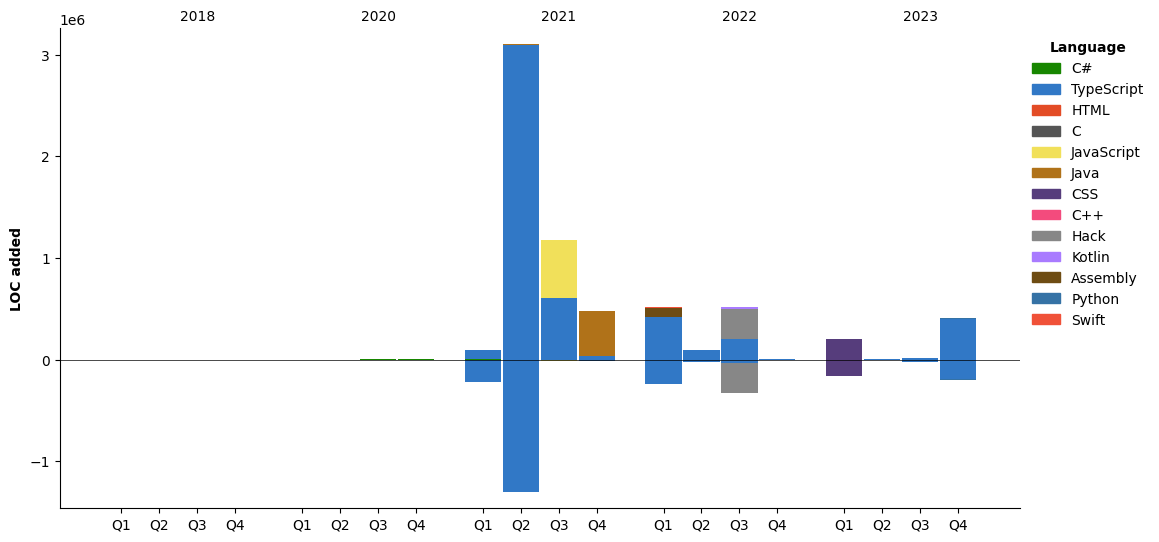 1e6
2018 2020 2021 2022 2023
3
2
1
0
−1
LOC added
Q1 Q2 Q3 Q4 Q1 Q2 Q3 Q4 Q1 Q2 Q3 Q4 Q1 Q2 Q3 Q4 Q1 Q2 Q3 Q4
Language
C#
TypeScript
HTML
C
JavaScript
Java
CSS
C++
Hack
Kotlin
Assembly
Python
Swift